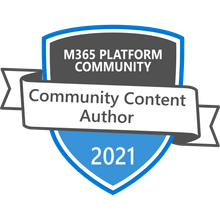 M365 PLATFORM
COMMUNITY
Community Content
Author
2021